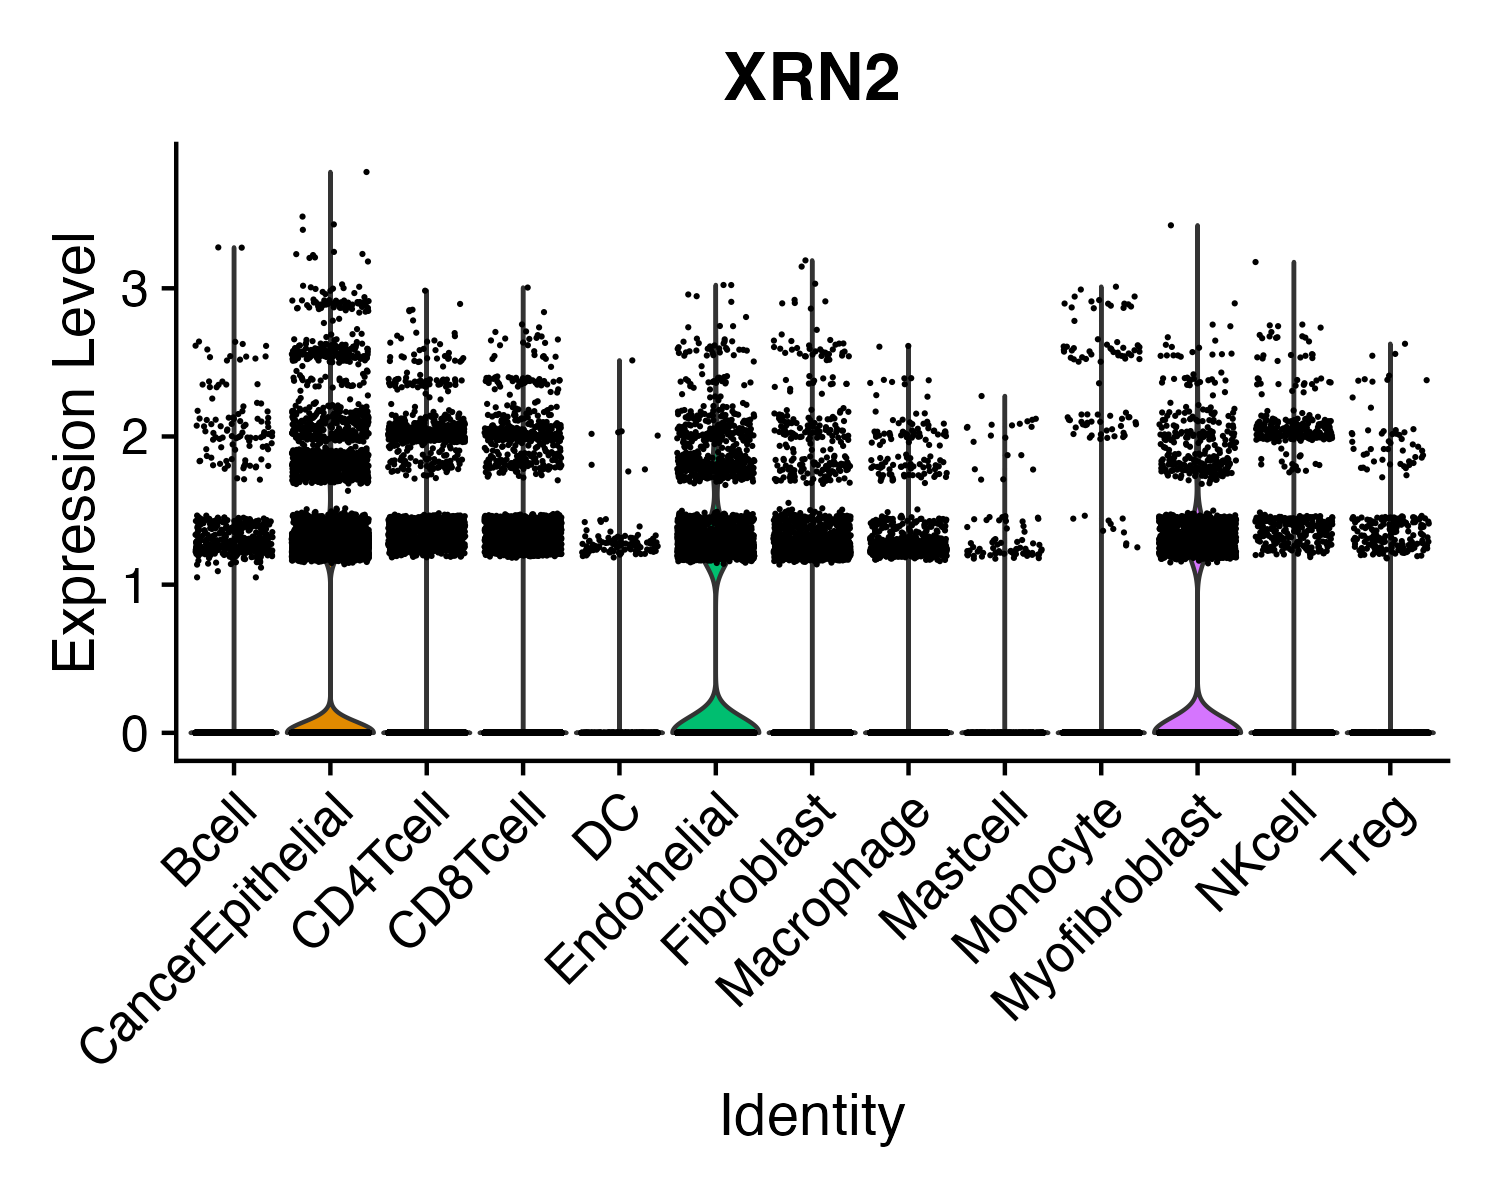 XRN2
Expression Level
3
2
1
0
Bcell
CancerEpithelial
CD4Tcell
CD8Tcell
DC
Endothelial
Fibroblast
Macrophage
Mastcell
Monocyte
Myofibroblast
NKcell
Treg
Identity